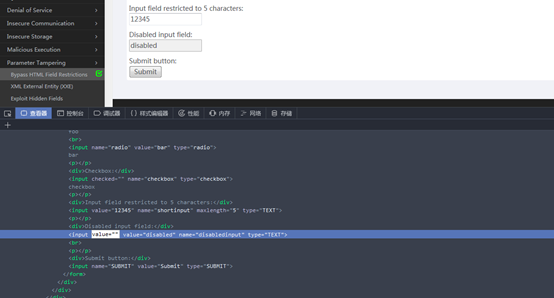 Denial of Service
Insecure Communication
Insecure Storage
Malicious Execution
Parameter Tampering
Bypass HTML Field Restrictions
XML External Entity (XXE)
Exploit Hidden Fields
Input field restricted to 5 characters:
12345
Disabled input field:
disabled
Submit button:
Submit
查看器 控制台 调试器 {} 样式编辑器 性能 内存 网络 存储
+
foo
<br>
<input name="radio" value="bar" type="radio">
bar
<p></p>
<div>Checkbox:</div>
<input checked="" name="checkbox" type="checkbox">
checkbox
<p></p>
<div>Input field restricted to 5 characters:</div>
<input value="12345" name="shortinput" maxlength="5" type="TEXT">
<p></p>
<div>Disabled input field:</div>
<input value="" value="disabled" name="disabledinput" type="TEXT">
<br>
<p></p>
<div>Submit button:</div>
<input name="SUBMIT" value="Submit" type="SUBMIT">
</form>
</div>
</div>
</div>